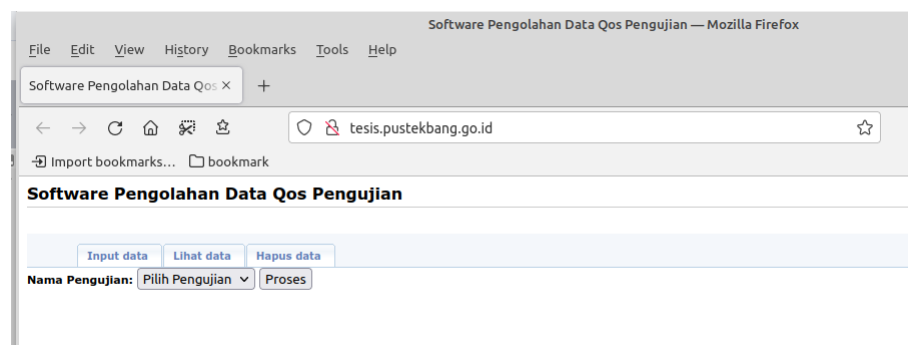 Software Pengolahan Data Qos Pengujian — Mozilla Firefox
File Edit View History Bookmarks Tools Help
Software Pengolahan Data Qos × +
tesis.pustekbang.go.id
Import bookmarks… bookmark
Software Pengolahan Data Qos Pengujian
Input data Lihat data Hapus data
Nama Pengujian: Pilih Pengujian Proses